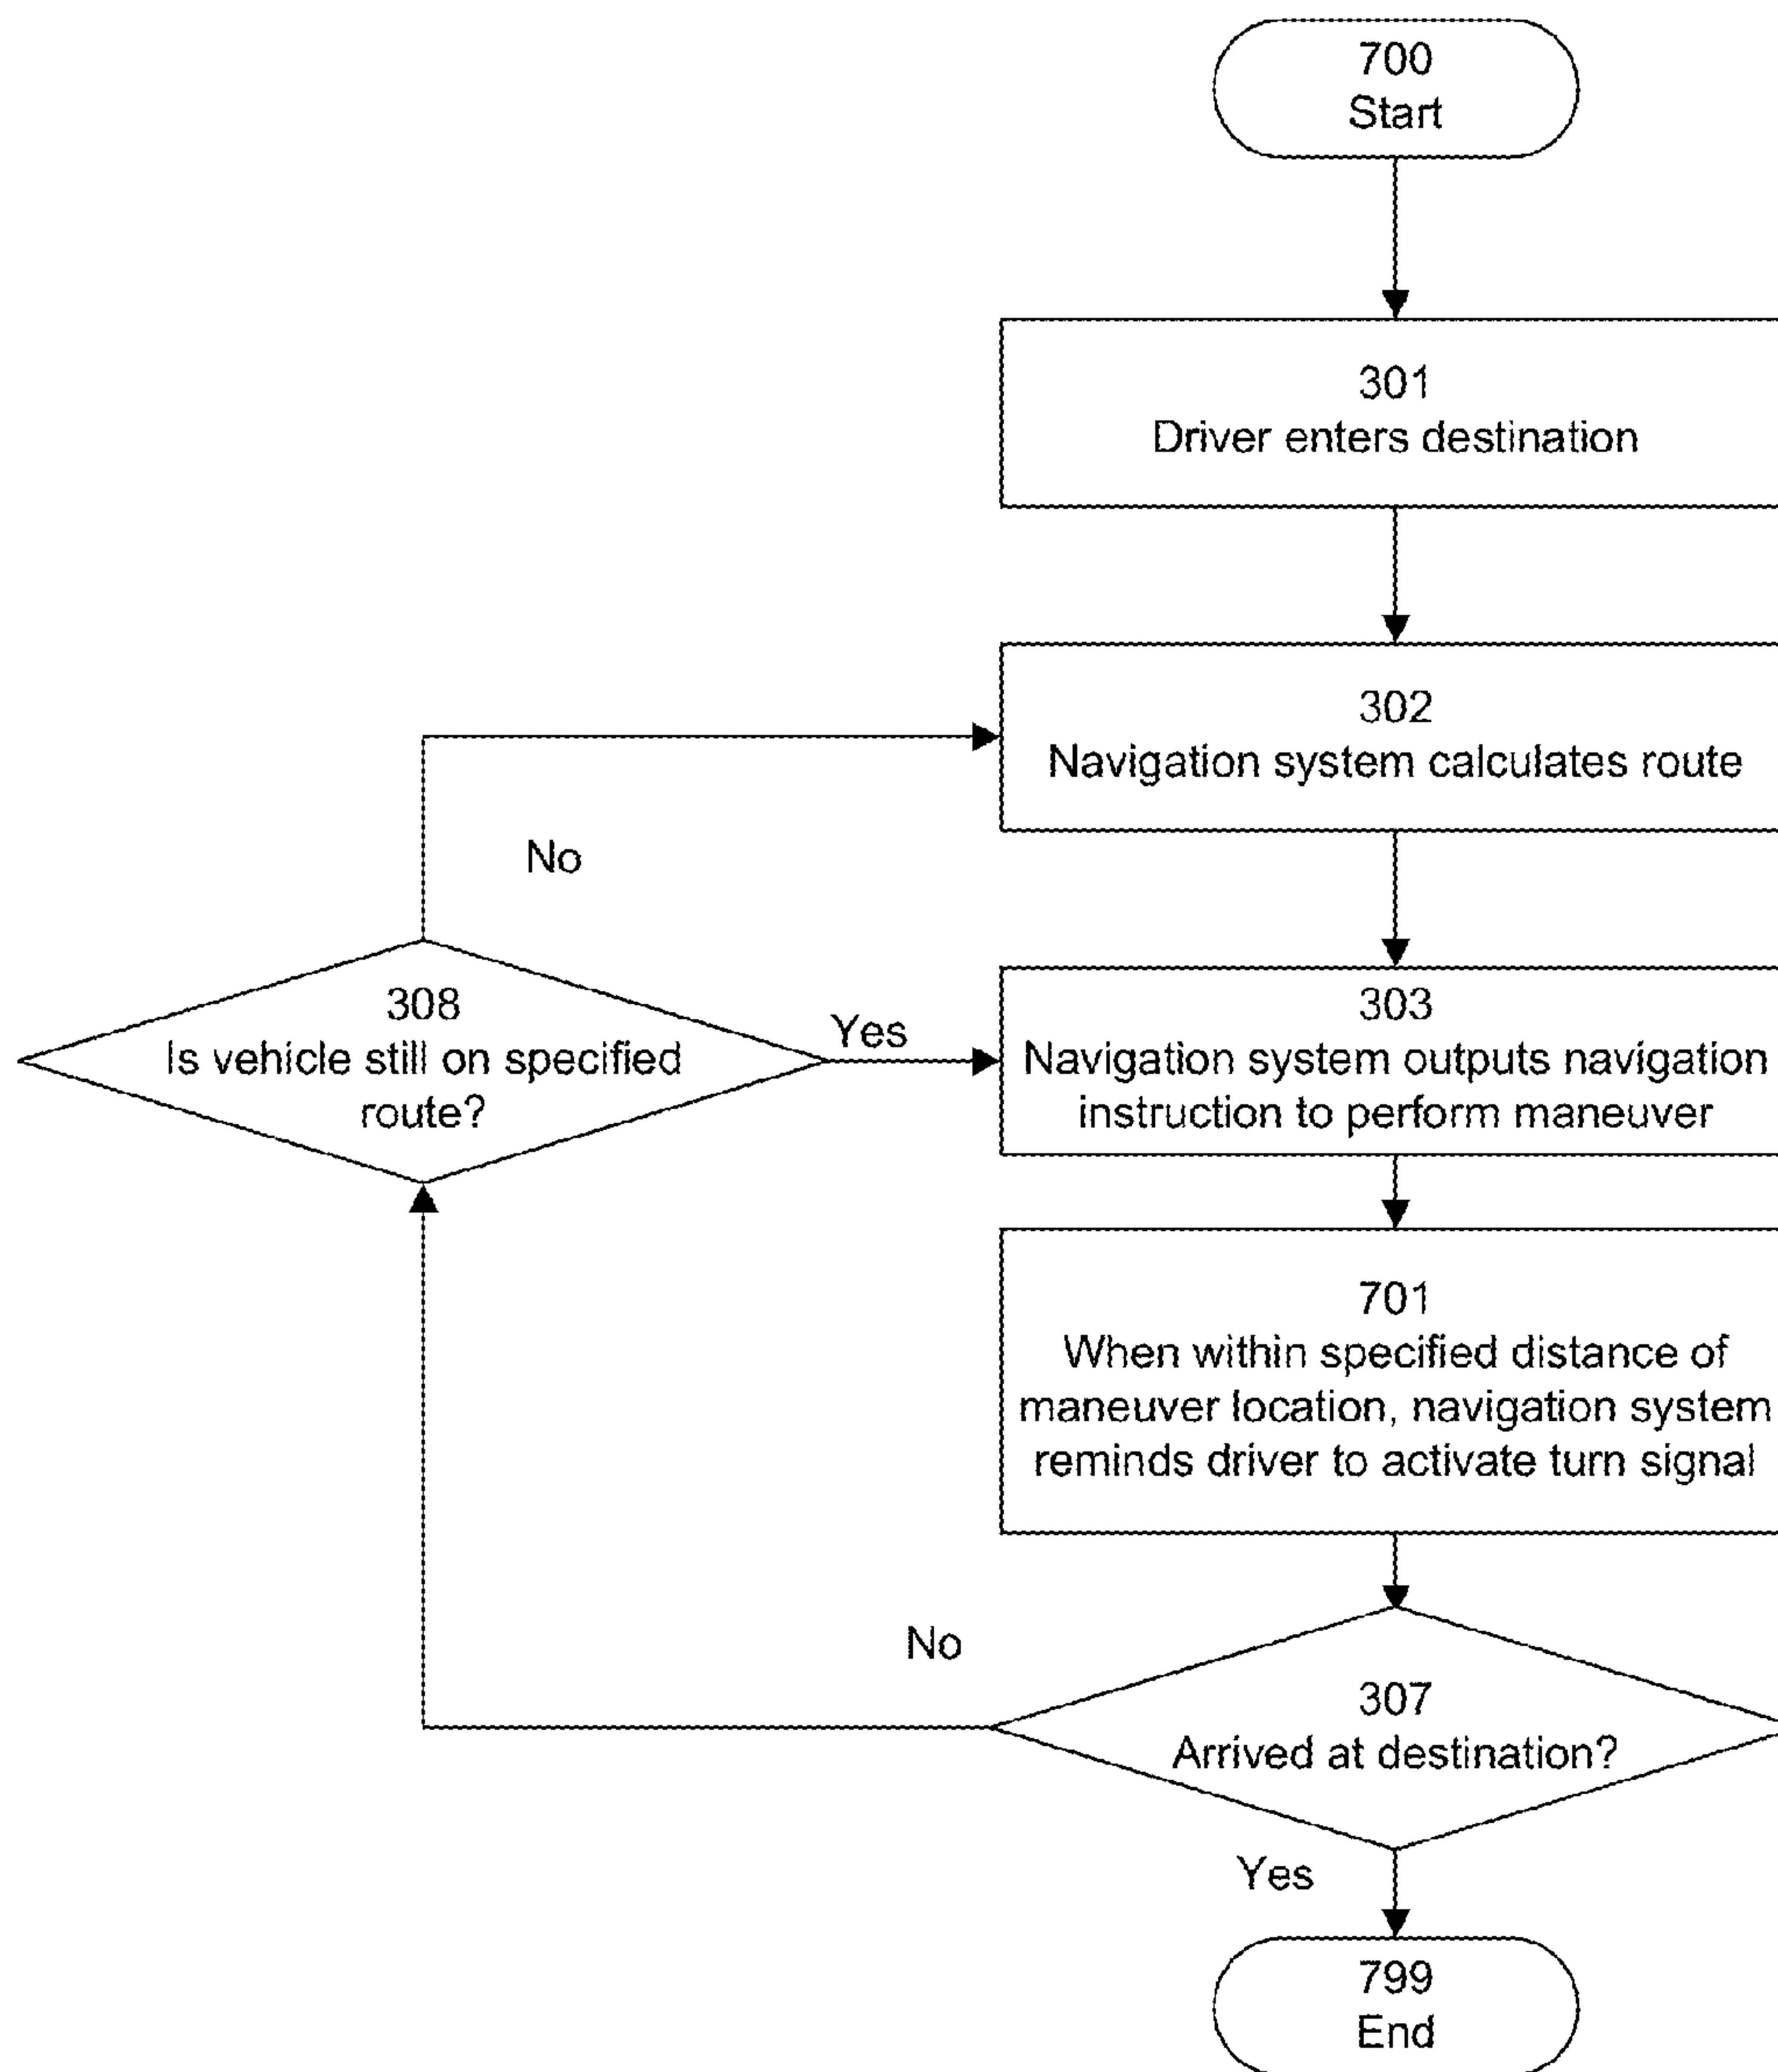 700
Start
301
Driver enters destination
302
Navigation system calculates route
No
308
Is vehicle still on specified
route?
Yes
303
Navigation system outputs navigation
instruction to perform maneuver
701
When within specified distance of
maneuver location, navigation system
reminds driver to activate turn signal
No
307
Arrived at destination?
Yes
799
End